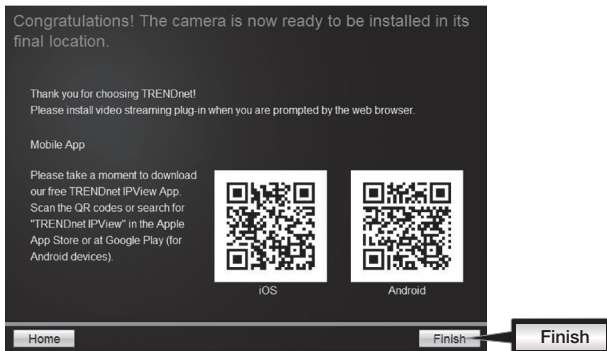 Congratulations! The camera is now ready to be installed in its
final location.
Thank you for choosing TRENDnet!
Please install video streaming plug-in when you are prompted by the web browser.
Mobile App
Please take a moment to download
our free TRENDnet IPView App.
Scan the QR codes or search for
"TRENDnet IPView" in the Apple
App Store or at Google Play (for
Android devices).
iOS
Android
Home
Finish
Finish